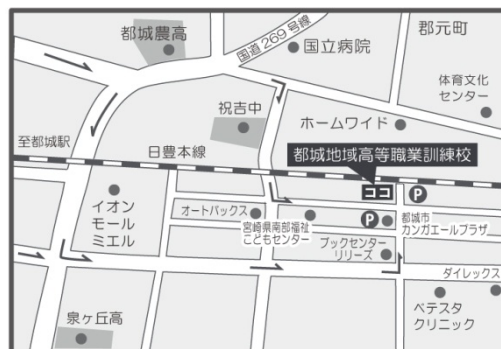 都城農高
国道269号線
国立病院
郡元町
体育文化
センター
祝吉中
ホームワイド
至都城駅
日豊本線
都城地域高等職業訓練校
ココ
P
イオン
モール
ミエル
オートバックス
宮崎県南部福祉
こどもセンター
P
都城市
カンガエールプラザ
ブックセンター
リリーズ
ダイレックス
泉ヶ丘高
ベテスタ
クリニック